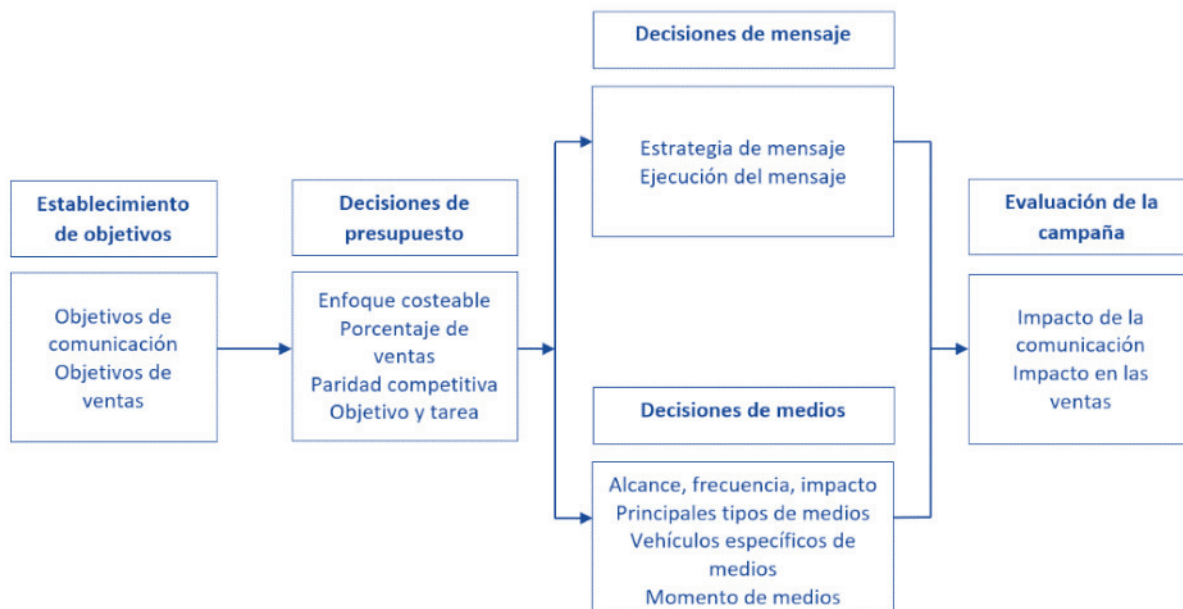 Establecimiento
de objetivos
Objetivos de
comunicación
Objetivos de
ventas
Decisiones de
presupuesto
Enfoque costeable
Porcentaje de
ventas
Paridad competitiva
Objetivo y tarea
Decisiones de mensaje
Estrategia de mensaje
Ejecución del mensaje
Decisiones de medios
Alcance, frecuencia, impacto
Principales tipos de medios
Vehículos específicos de
medios
Momento de medios
Evaluación de la
campaña
Impacto de la
comunicación
Impacto en las
ventas